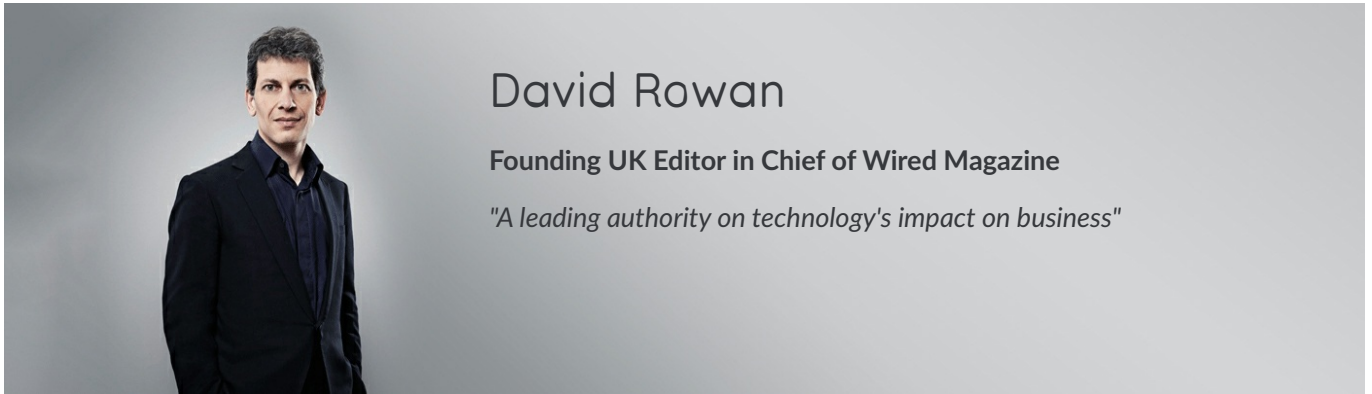 David Rowan
Founding UK Editor in Chief of Wired Magazine
"A leading authority on technology's impact on business"